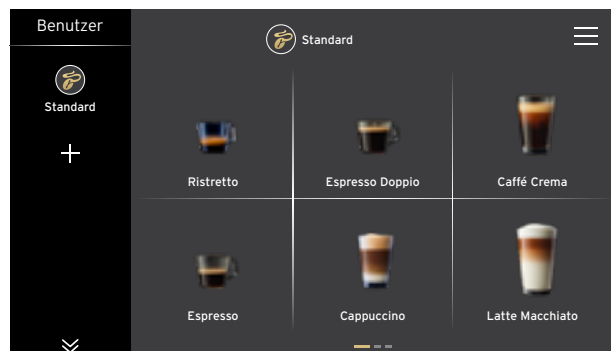 Benutzer
Standard
Standard
Ristretto
Espresso Doppio
Caffé Crema
Espresso
Cappuccino
Latte Macchiato